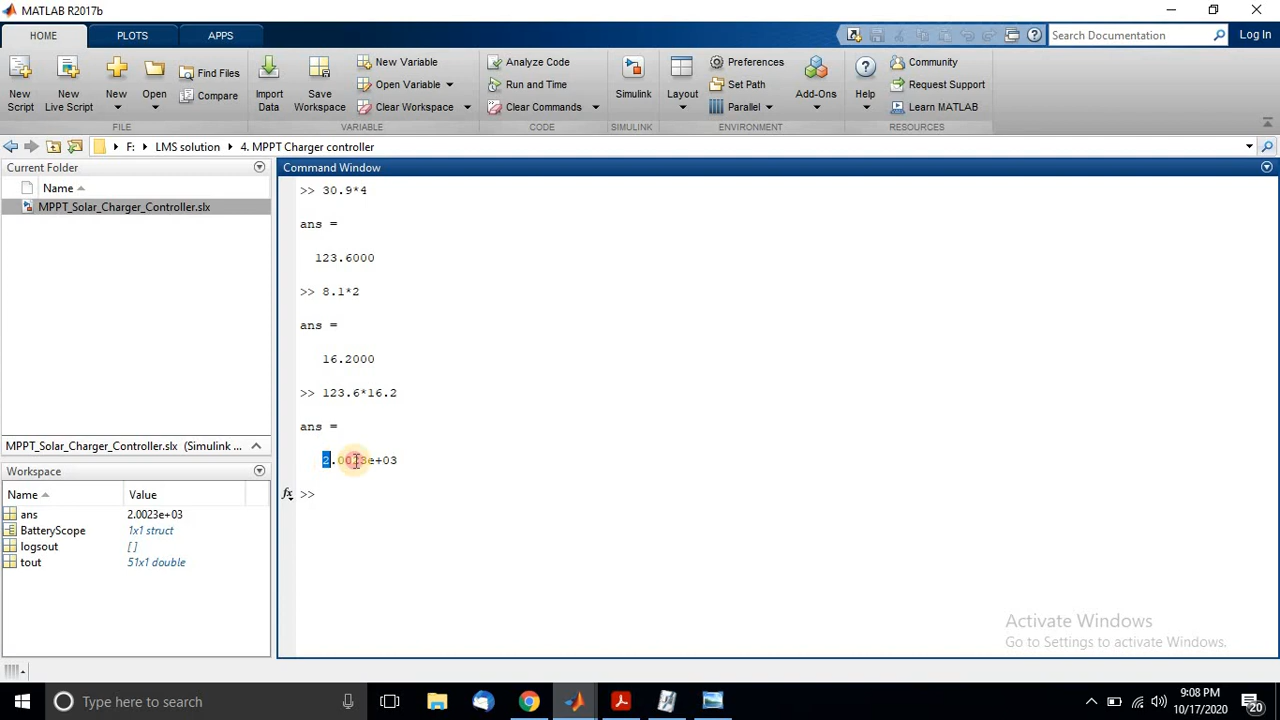 MATLAB R2017b
HOME
PLOTS
APPS
Search Documentation
Log In
New Script
New Live Script
New
Open
Find Files
Compare
Import Data
Save Workspace
New Variable
Open Variable
Clear Workspace
Analyze Code
Run and Time
Clear Commands
Simulink
Layout
Preferences
Set Path
Parallel
Add-Ons
Help
Community
Request Support
Learn MATLAB
FILE
VARIABLE
CODE
SIMULINK
ENVIRONMENT
RESOURCES
F: LMS solution 4. MPPT Charger controller
Current Folder
Name
MPPT_Solar_Charger_Controller.slx
MPPT_Solar_Charger_Controller.slx (Simulink
Workspace
Name Value
ans 2.0023e+03
BatteryScope 1x1 struct
logsout []
tout 51x1 double
Command Window
>> 30.9*4
ans =
123.6000
>> 8.1*2
ans =
16.2000
>> 123.6*16.2
ans =
2.0023e+03
fx >>
Activate Windows
Go to Settings to activate Windows.
Type here to search
9:08 PM
10/17/2020
20